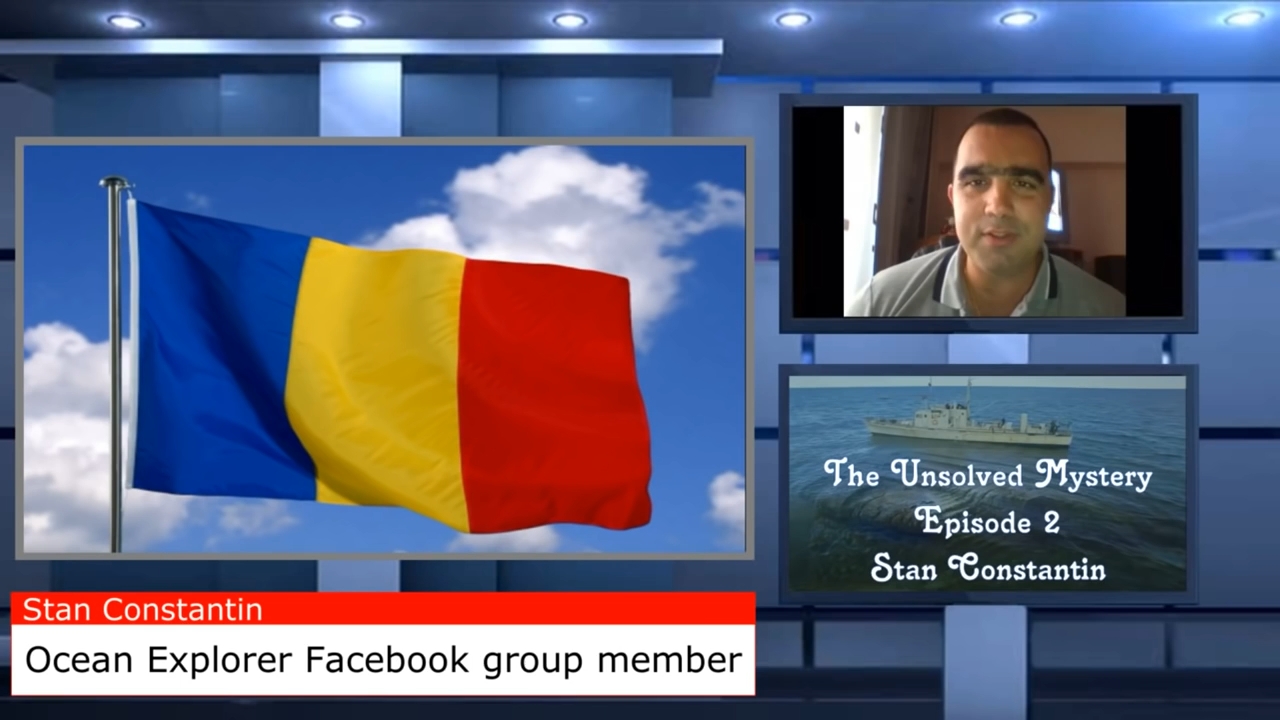 The Unsolved Mystery
Episode 2
Stan Constantin
Stan Constantin
Ocean Explorer Facebook group member